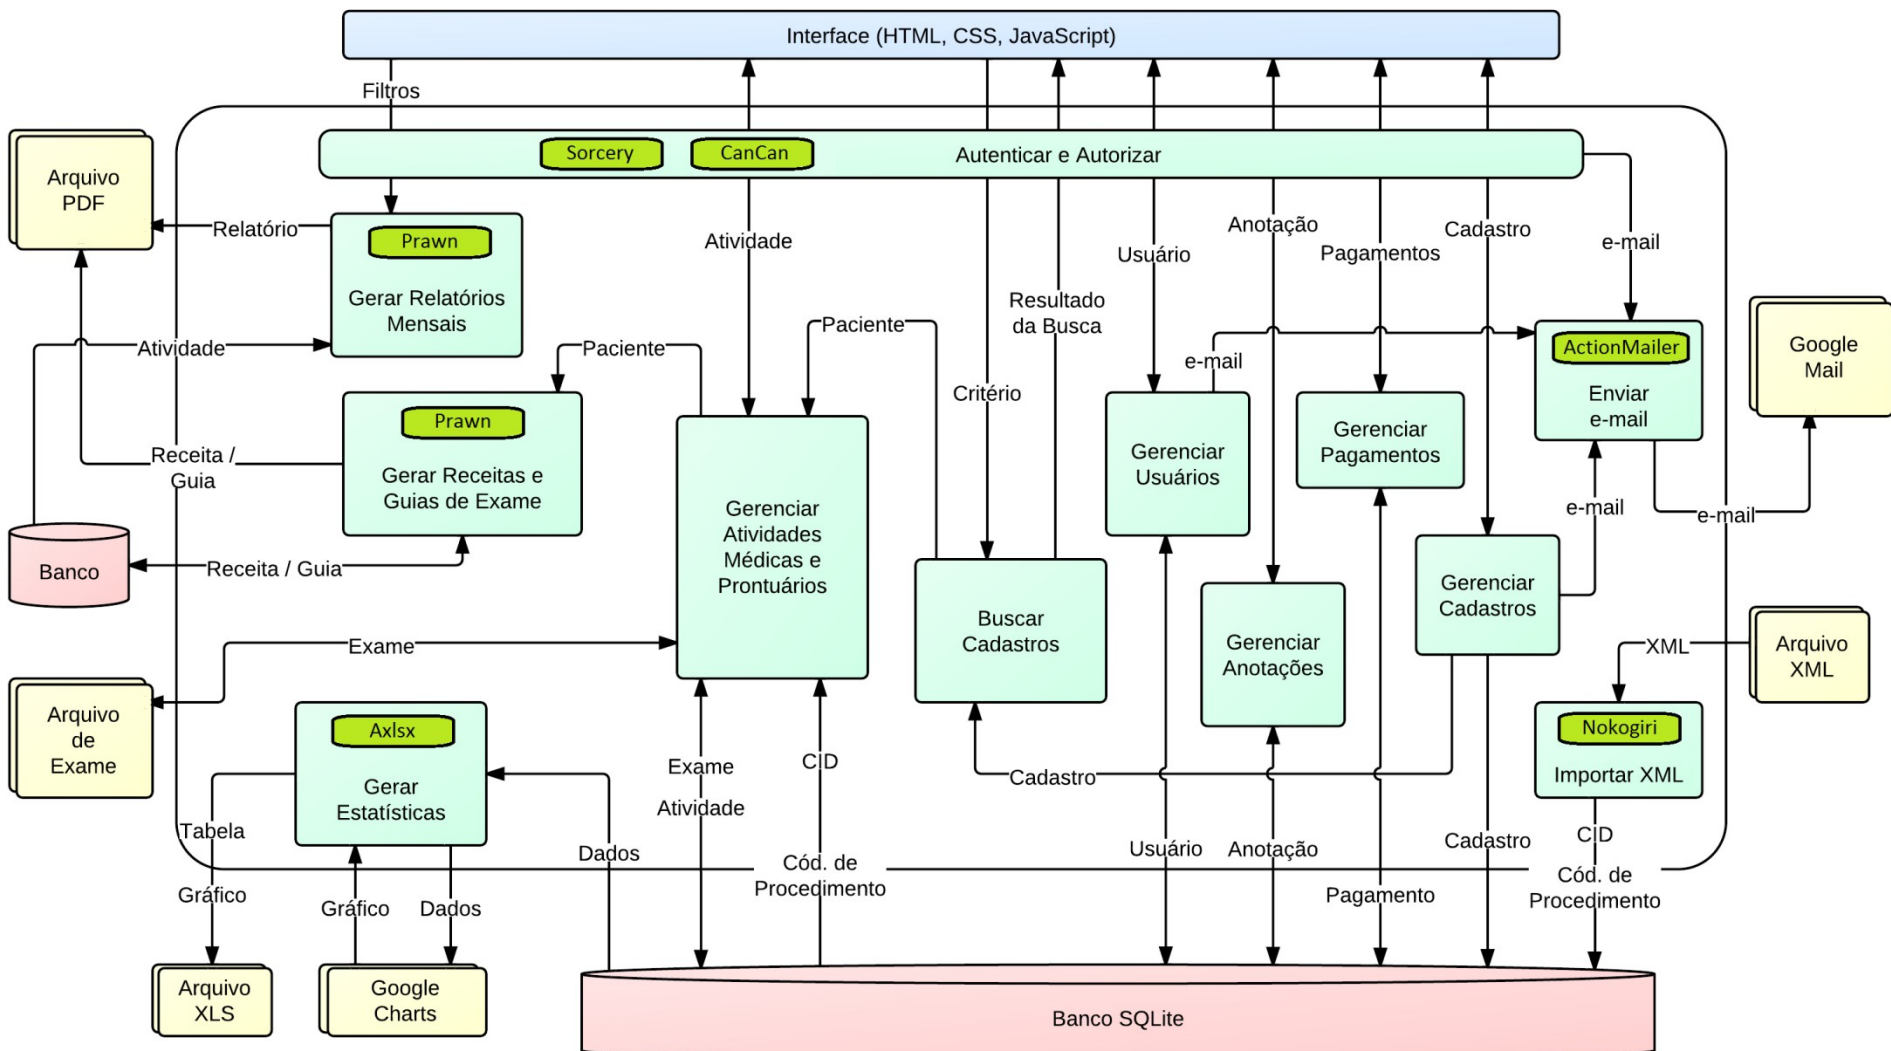 Interface (HTML, CSS, JavaScript)
Filtros
Sorcery
CanCan
Autenticar e Autorizar
Arquivo
PDF
Relatório
Prawn
Gerar Relatórios
Mensais
Atividade
Atividade
Paciente
Prawn
Gerar Receitas e
Guias de Exame
Receita /
Guia
Banco
Receita / Guia
Gerenciar
Atividades
Médicas e
Prontuários
Paciente
Critério
Resultado
da Busca
Buscar
Cadastros
Usuário
e-mail
Gerenciar
Usuários
Anotação
Gerenciar
Anotações
Pagamentos
Gerenciar
Pagamentos
Cadastro
Gerenciar
Cadastros
e-mail
ActionMailer
Enviar
e-mail
e-mail
e-mail
Google
Mail
XML
Arquivo
XML
Nokogiri
Importar XML
CID
Cód. de
Procedimento
Exame
Arquivo
de
Exame
Axlsx
Gerar
Estatísticas
Tabela
Gráfico
Gráfico
Dados
Dados
Arquivo
XLS
Google
Charts
Exame
Atividade
CID
Cód. de
Procedimento
Cadastro
Usuário
Anotação
Pagamento
Cadastro
Banco SQLite